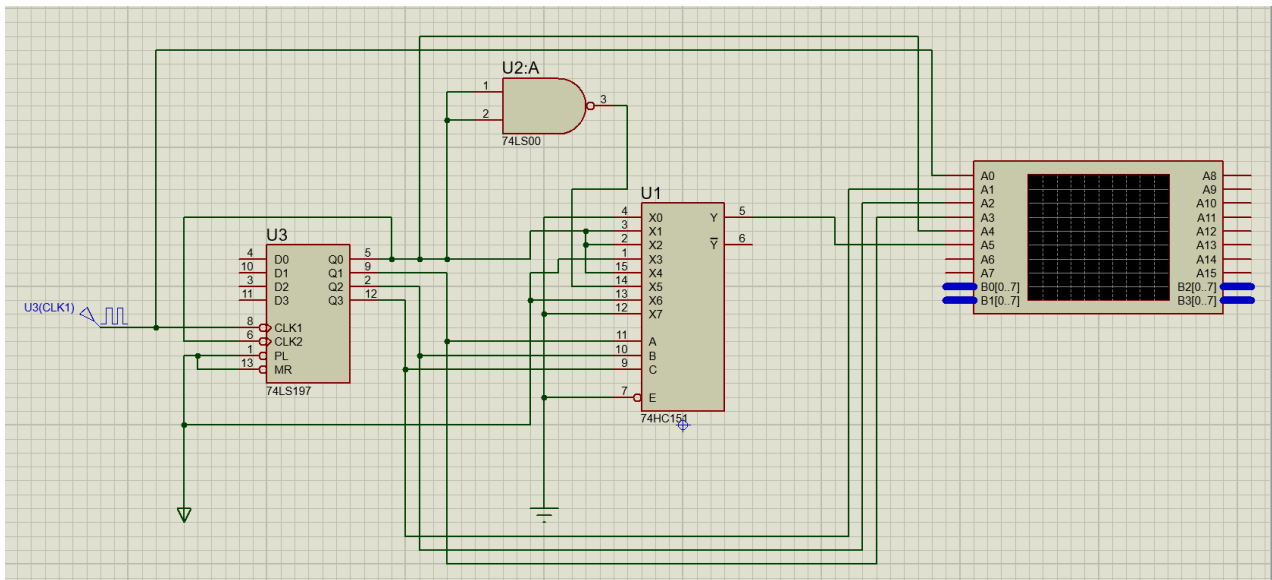 U2:A
1
2
3
74LS00
U3
4 D0
10 D1
3 D2
11 D3
8 CLK1
6 CLK2
1 PL
13 MR
Q0 5
Q1 9
Q2 2
Q3 12
74LS197
U3(CLK1)
U1
4 X0
3 X1
2 X2
1 X3
15 X4
14 X5
13 X6
12 X7
11 A
10 B
9 C
7 E
Y 5
Y 6
74HC151
A0
A1
A2
A3
A4
A5
A6
A7
B0[0..7]
B1[0..7]
A8
A9
A10
A11
A12
A13
A14
A15
B2[0..7]
B3[0..7]